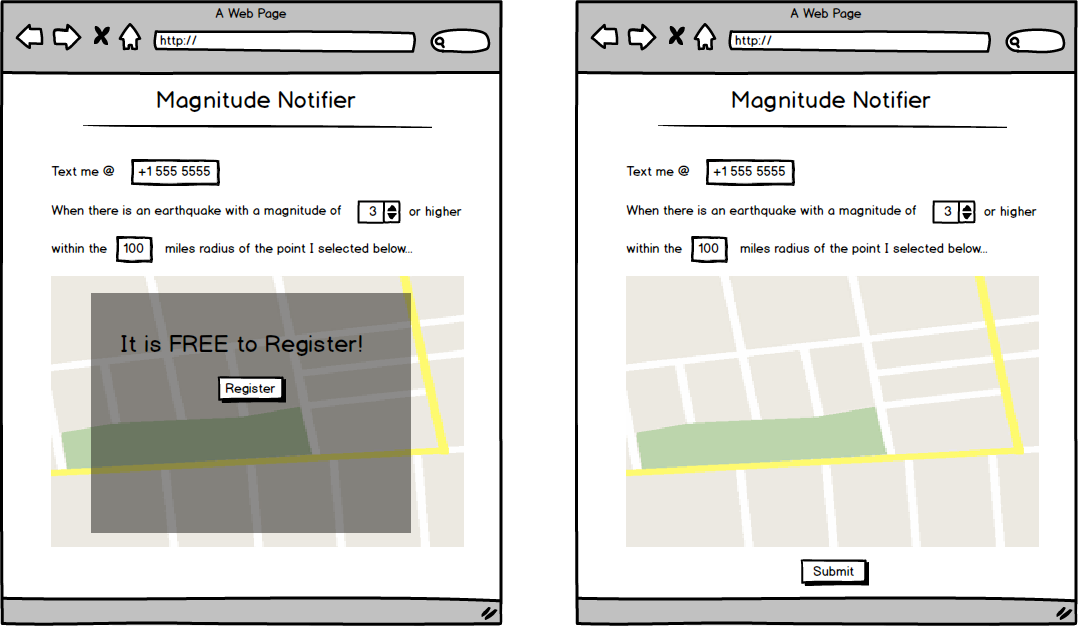 A Web Page
http://
Magnitude Notifier
Text me @ +1 555 5555
When there is an earthquake with a magnitude of 3 or higher
within the 100 miles radius of the point I selected below...
It is FREE to Register!
Register
A Web Page
http://
Magnitude Notifier
Text me @ +1 555 5555
When there is an earthquake with a magnitude of 3 or higher
within the 100 miles radius of the point I selected below...
Submit